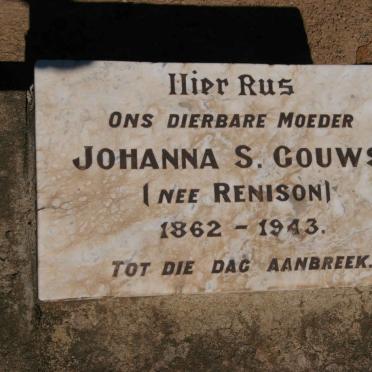 Hier Rus
Ons dierbare Moeder
Johanna S. Gouws
(nee Renison)
1862 - 1943.
Tot die dag aanbreek.